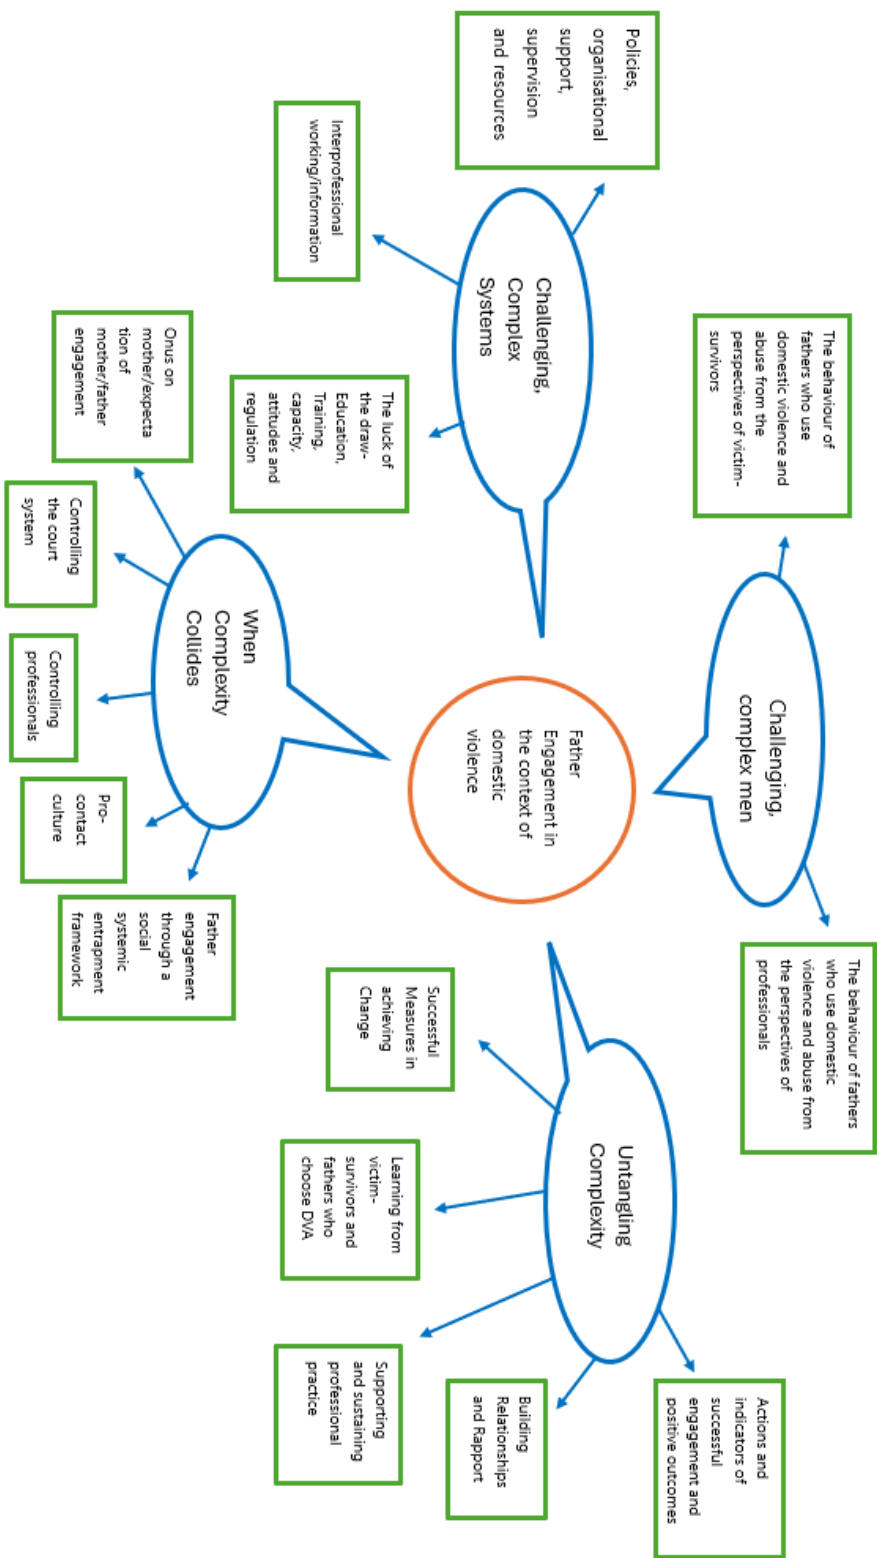 The behaviour of
fathers who use
domestic violence and
abuse from the
perspectives of victim-
survivors
Challenging,
complex men
The behaviour of fathers
who use domestic
violence and abuse from
the perspectives of
professionals
Policies,
organisational
support,
supervision
and resources
Challenging,
Complex
Systems
Interprofessional
working/information
The luck of
the draw-
Education,
Training,
capacity,
attitudes and
regulation
Father
Engagement in
the context of
domestic
violence
Untangling
Complexity
Actions and
indicators of
successful
engagement and
positive outcomes
Building
Relationships
and Rapport
Supporting
and sustaining
professional
practice
Learning from
victim-
survivors and
fathers who
choose DVA
Successful
Measures in
achieving
Change
When
Complexity
Collides
Onus on
mother/expecta
tion of
mother/father
engagement
Controlling
the court
system
Controlling
professionals
Pro-
contact
culture
Father
engagement
through a
social
systemic
entrapment
framework